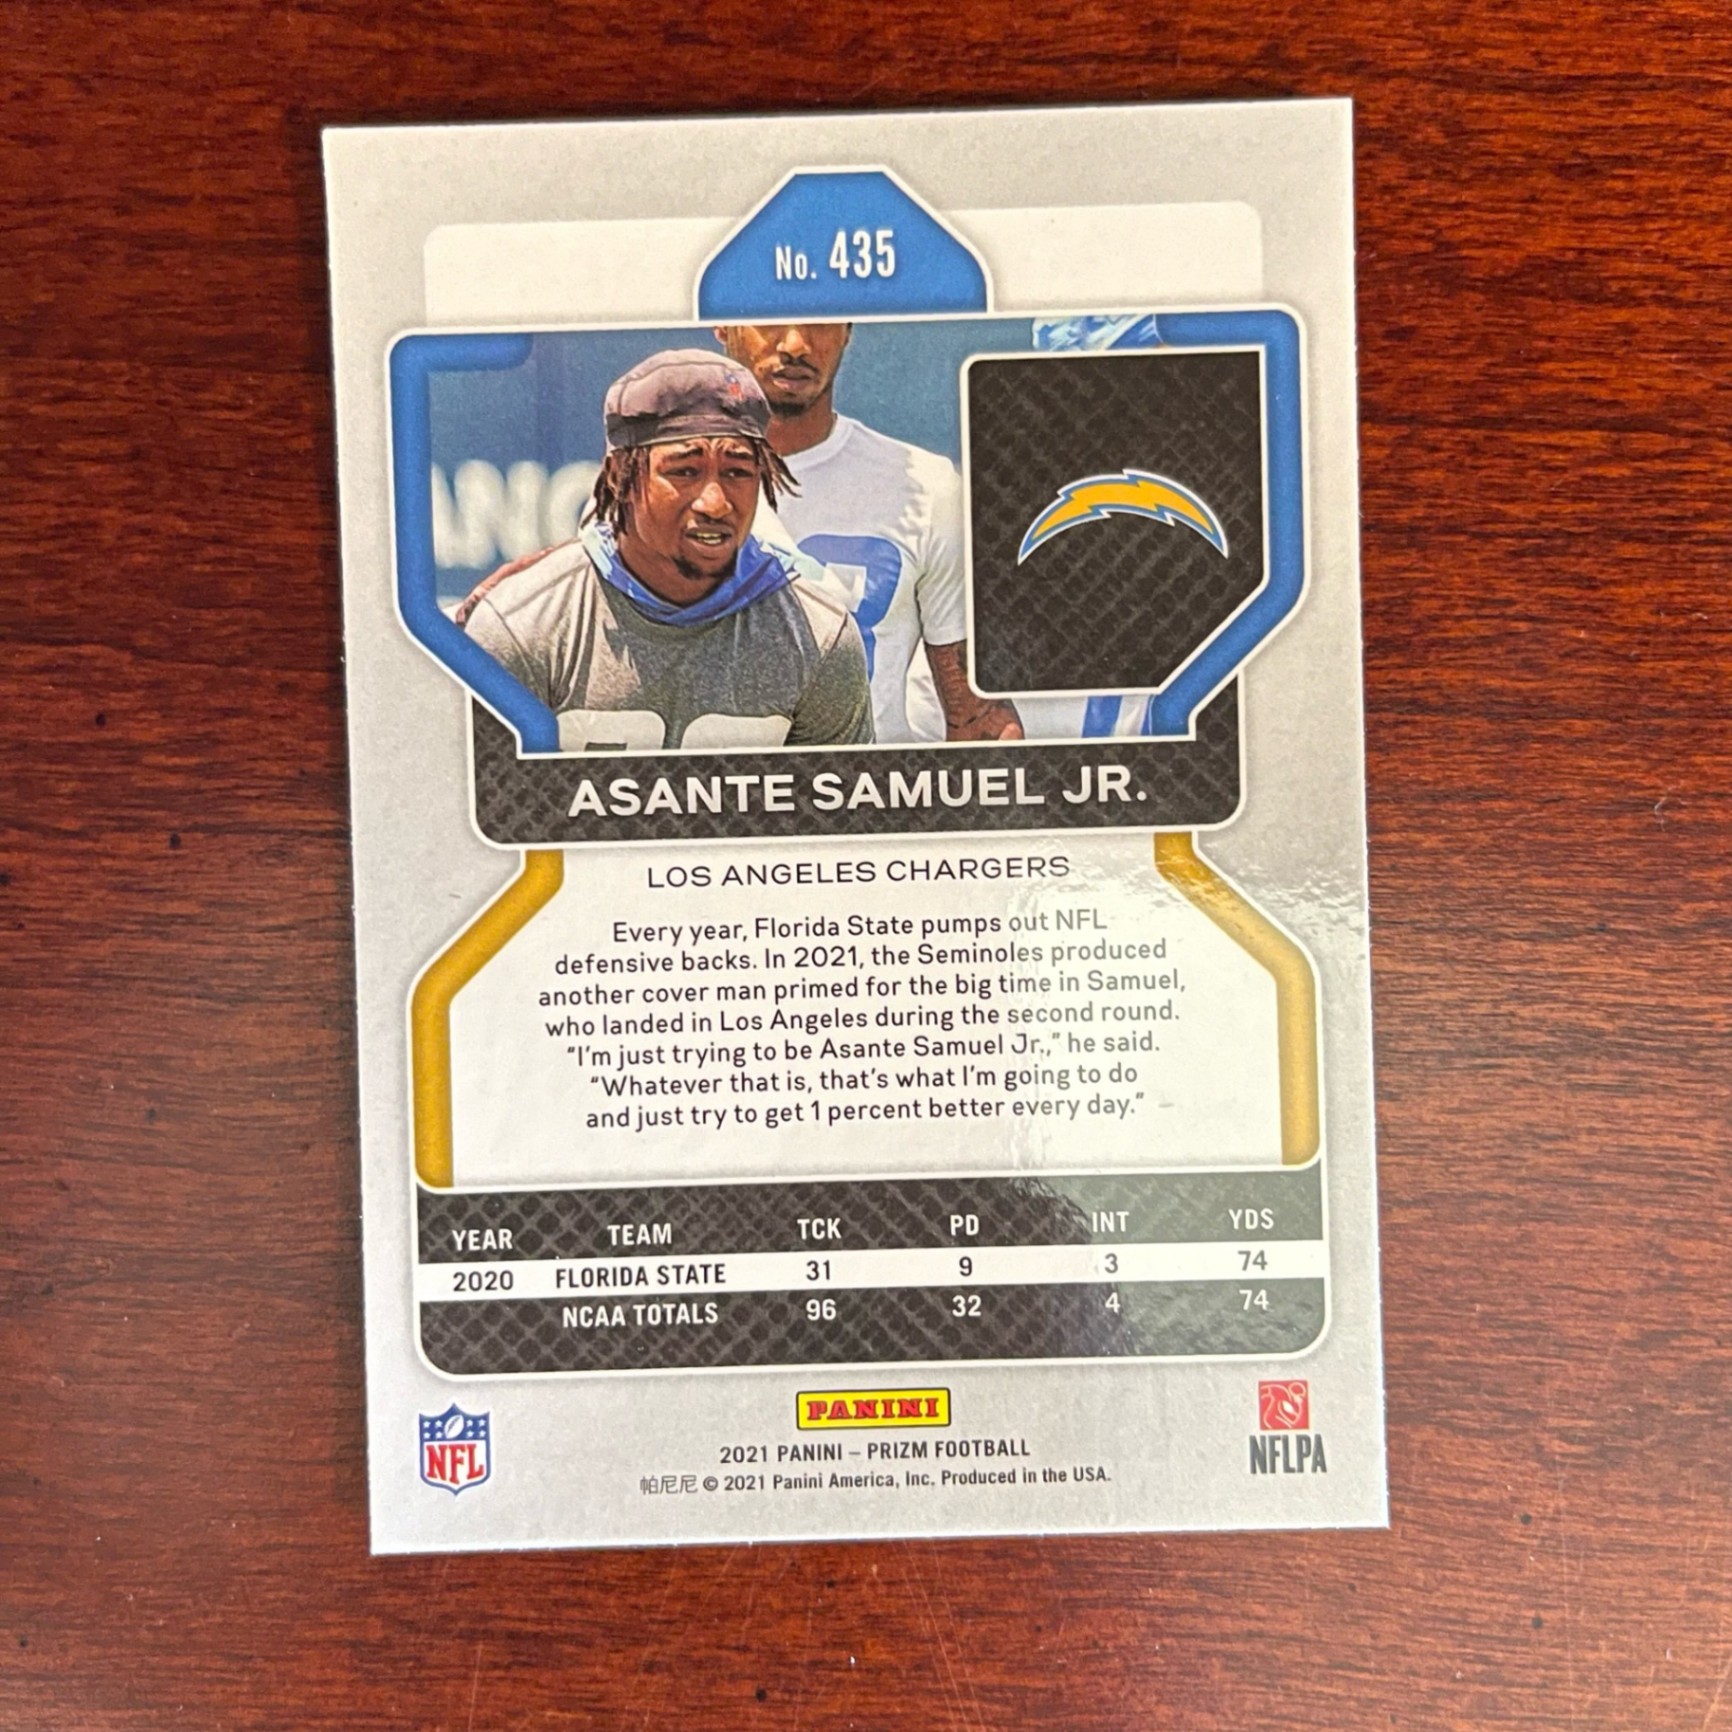 No. 435
ASANTE SAMUEL JR.
LOS ANGELES CHARGERS
Every year, Florida State pumps out NFL
defensive backs. In 2021, the Seminoles produced
another cover man primed for the big time in Samuel,
who landed in Los Angeles during the second round.
"I'm just trying to be Asante Samuel Jr.," he said.
"Whatever that is, that's what I'm going to do
and just try to get 1 percent better every day."
YEAR TEAM TCK PD INT YDS
2020 FLORIDA STATE 31 9 3 74
NCAA TOTALS 96 32 4 74
PANINI
NFL
NFLPA
2021 PANINI – PRIZM FOOTBALL
帕尼尼 © 2021 Panini America, Inc. Produced in the USA.